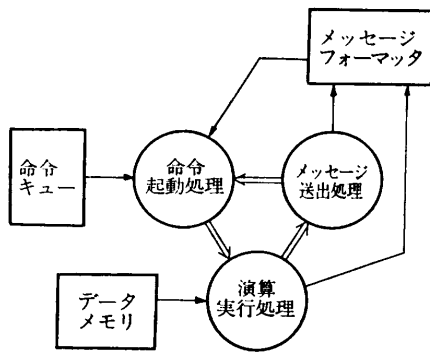 メッセージ
フォーマッタ
命令
キュー
命令
起動処理
メッセージ
送出処理
演算
実行処理
データ
メモリ